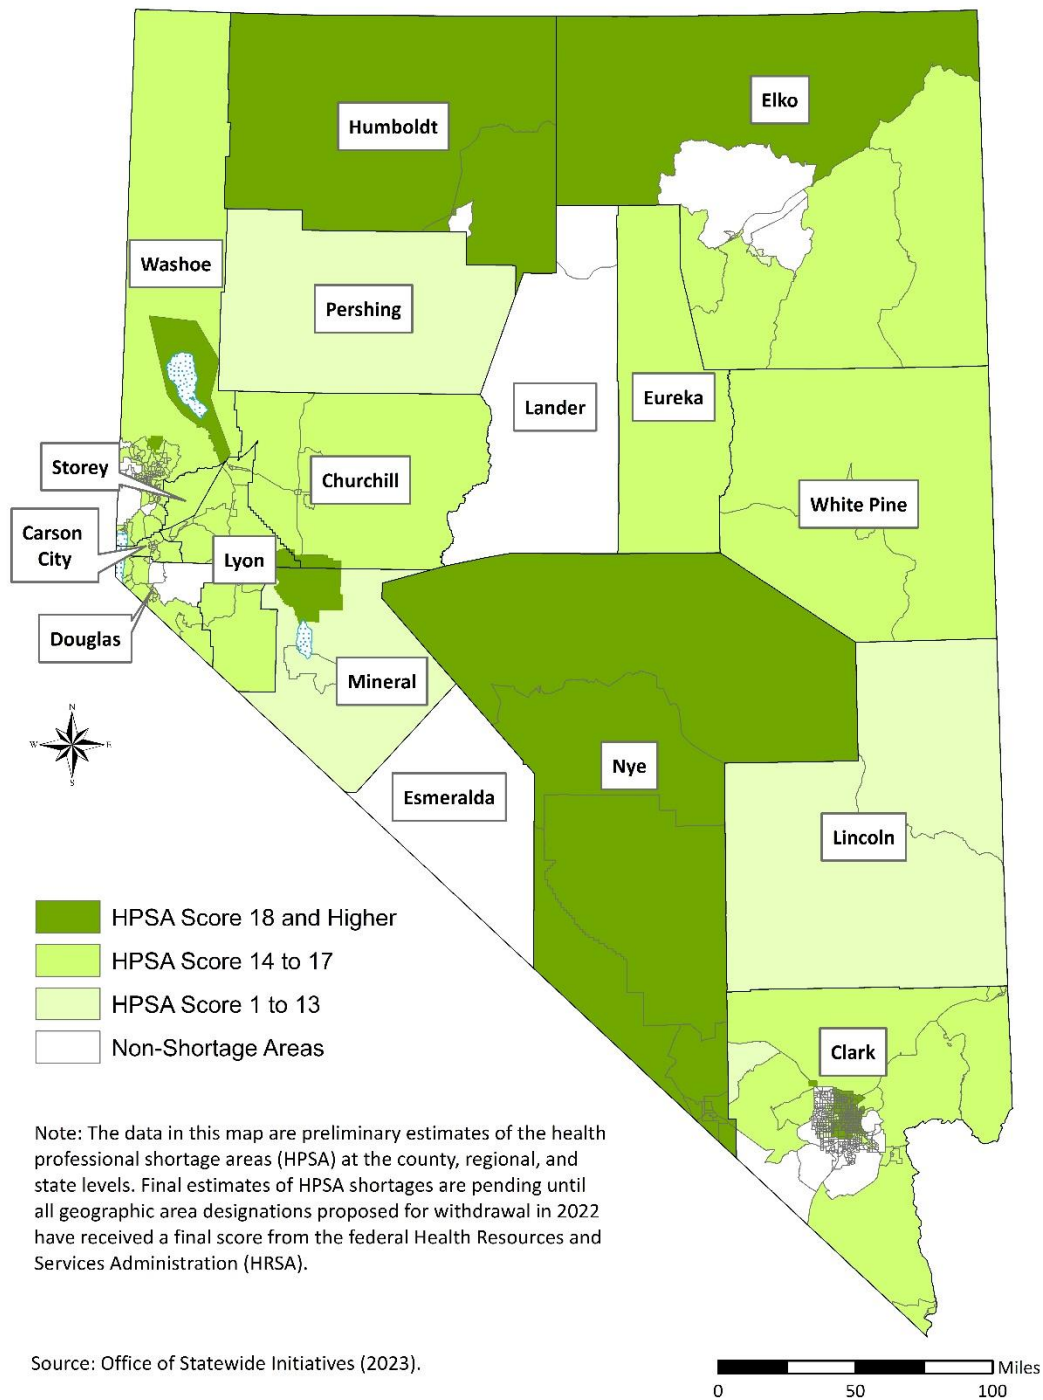 Humboldt
Elko
Washoe
Pershing
Lander
Eureka
Storey
Churchill
White Pine
Carson
City
Lyon
Douglas
Mineral
N
W
E
S
Nye
Esmeralda
Lincoln
HPSA Score 18 and Higher
HPSA Score 14 to 17
HPSA Score 1 to 13
Non-Shortage Areas
Clark
Note: The data in this map are preliminary estimates of the health
professional shortage areas (HPSA) at the county, regional, and
state levels. Final estimates of HPSA shortages are pending until
all geographic area designations proposed for withdrawal in 2022
have received a final score from the federal Health Resources and
Services Administration (HRSA).
Source: Office of Statewide Initiatives (2023).
Miles
0 50 100